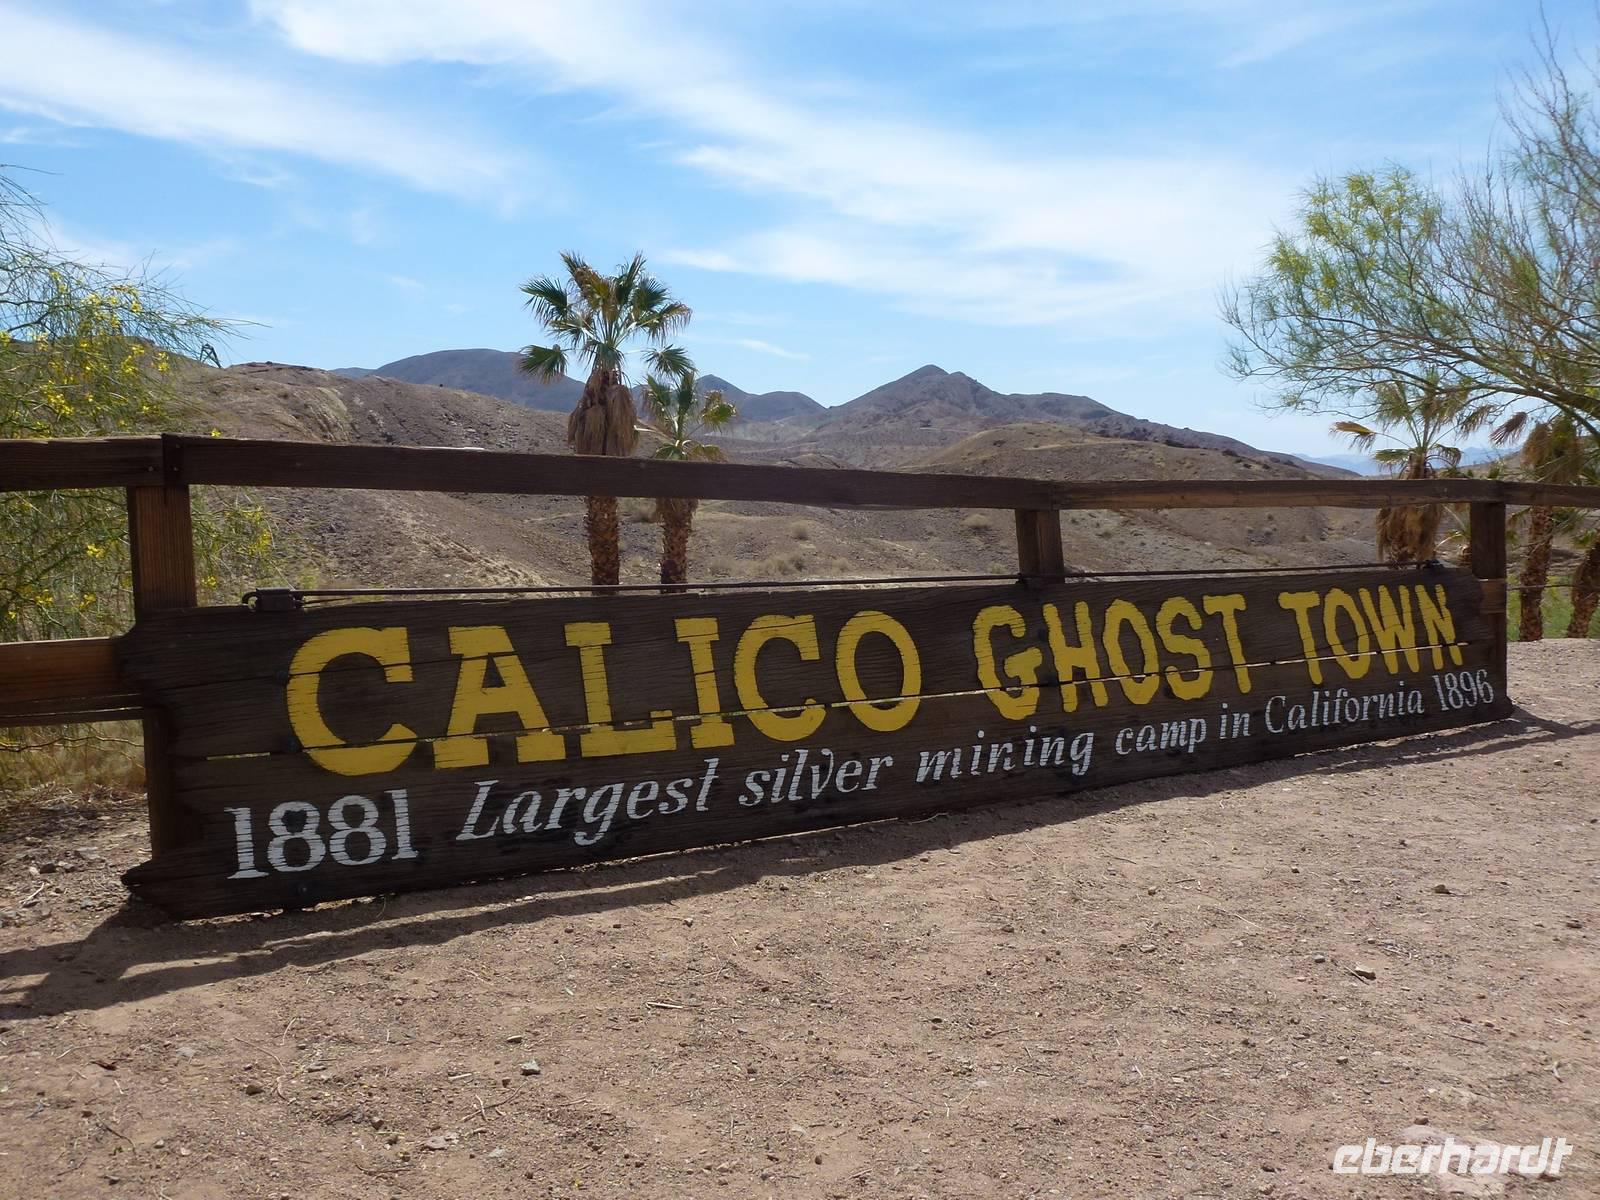 CALICO GHOST TOWN
1881 Largest silver mining camp in California 1896
eberhardt